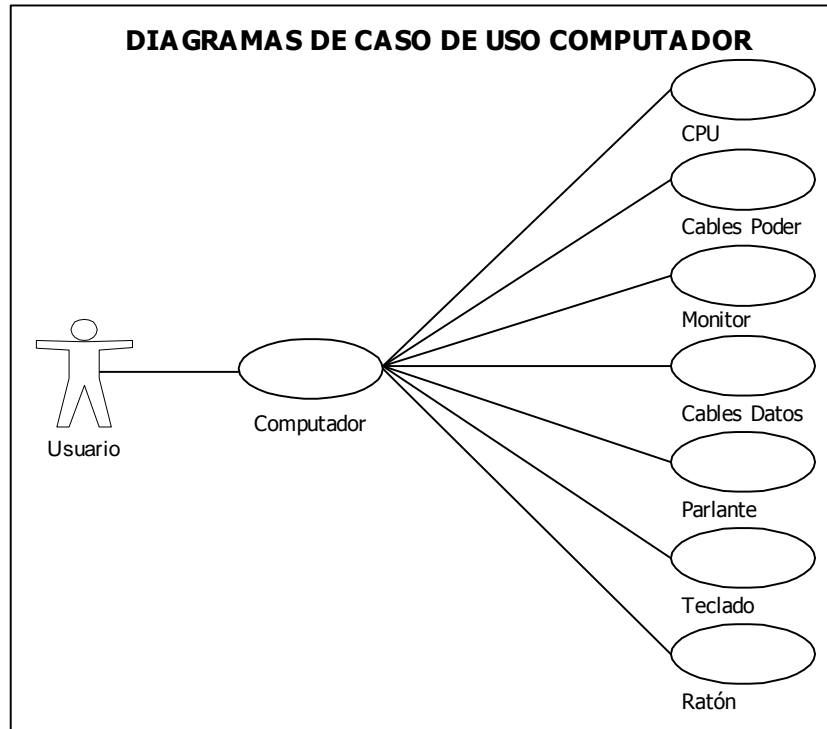 DIAGRAMAS DE CASO DE USO COMPUTADOR
CPU
Cables Poder
Monitor
Cables Datos
Computador
Usuario
Parlante
Teclado
Ratón